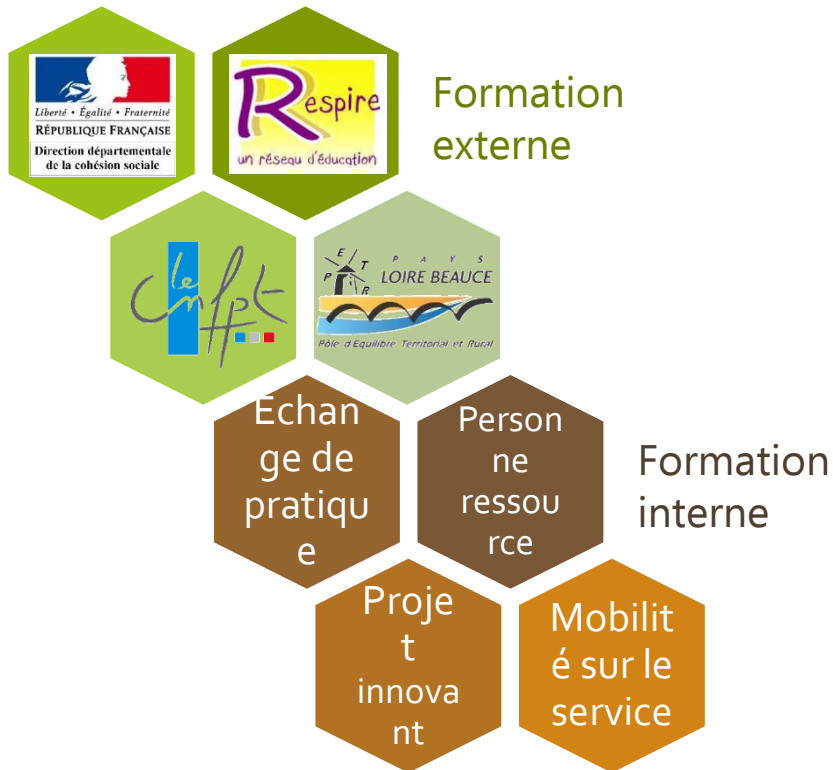 Liberté • Égalité • Fraternité
RÉPUBLIQUE FRANÇAISE
Direction départementale
de la cohésion sociale
Respire
un réseau d'éducation
Formation
externe
le
cnfpt
PETR
PAYS
LOIRE BEAUCE
Pôle d'Equilibre Territorial et Rural
Echan
ge de
pratiqu
e
Person
ne
ressou
rce
Formation
interne
Proje
t
innova
nt
Mobilit
é sur le
service